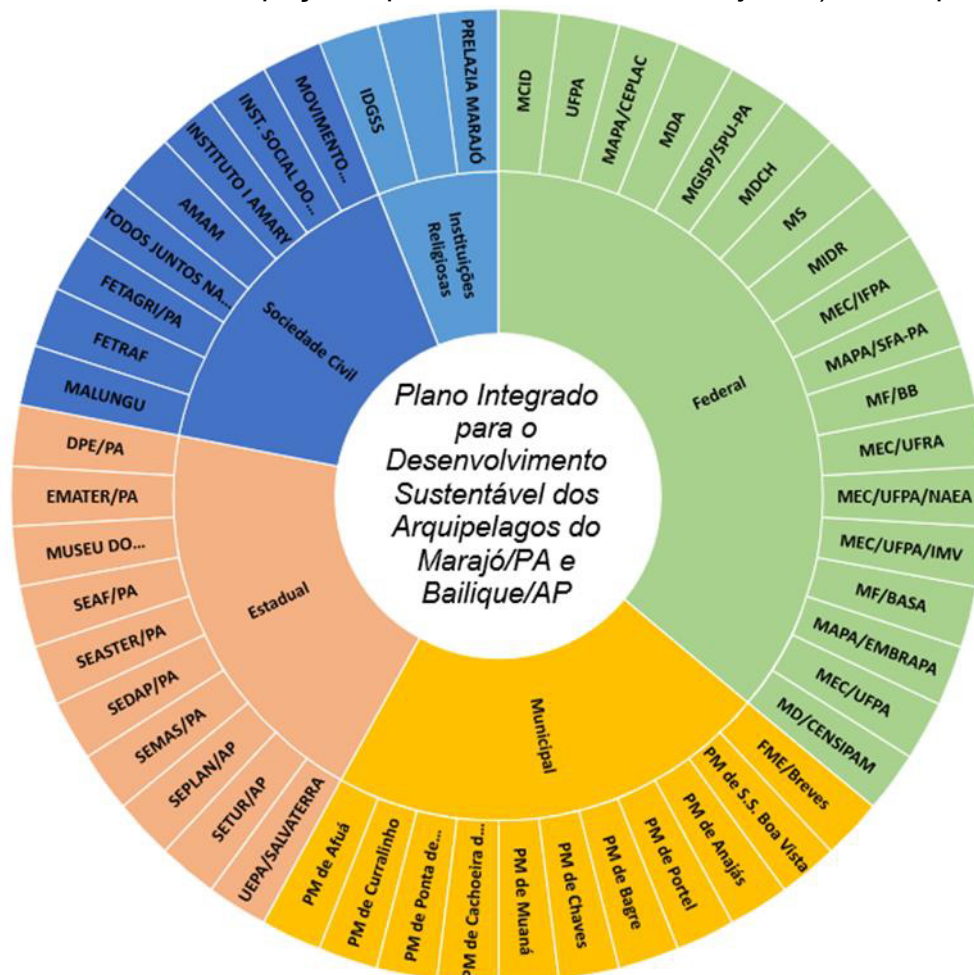 Plano Integrado
para o
Desenvolvimento
Sustentável dos
Arquipelagos do
Marajó/PA e
Bailique/AP
Federal
MCID
UFPA
MAPA/CEPLAC
MDA
MGISP/SPU-PA
MDCH
MS
MIDR
MEC/IFPA
MAPA/SFA-PA
MF/BB
MEC/UFRA
MEC/UFPA/NAEA
MEC/UFPA/IMV
MF/BASA
MAPA/EMBRAPA
MEC/UFPA
MD/CENSIPAM
Municipal
FME/Breves
PM de S.S. Boa Vista
PM de Anajás
PM de Portel
PM de Bagre
PM de Chaves
PM de Muaná
PM de Cachoeira d...
PM de Ponta de...
PM de Curralinho
PM de Afuá
Estadual
UEPA/SALVATERRA
SETUR/AP
SEPLAN/AP
SEMAS/PA
SEDAP/PA
SEASTER/PA
SEAF/PA
MUSEU DO...
EMATER/PA
DPE/PA
Sociedade Civil
MALUNGU
FETRAF
FETAGRI/PA
TODOS JUNTOS NA...
AMAM
INSTITUTO I AMARY
INST. SOCIAL DO...
MOVIMENTO...
Instituições
Religiosas
IDGSS
PRELAZIA MARAJÓ